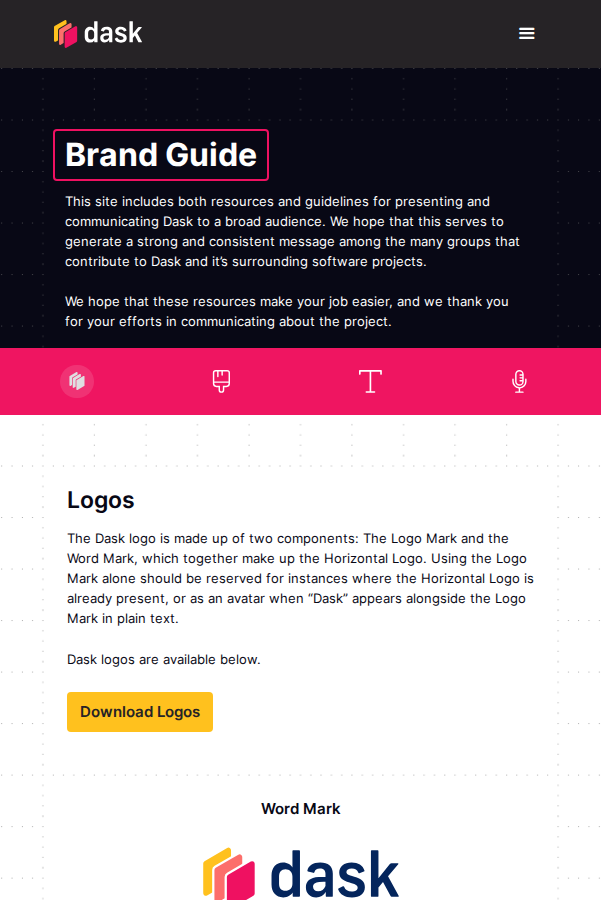 dask
Brand Guide
This site includes both resources and guidelines for presenting and
communicating Dask to a broad audience. We hope that this serves to
generate a strong and consistent message among the many groups that
contribute to Dask and it’s surrounding software projects.
We hope that these resources make your job easier, and we thank you
for your efforts in communicating about the project.
Logos
The Dask logo is made up of two components: The Logo Mark and the
Word Mark, which together make up the Horizontal Logo. Using the Logo
Mark alone should be reserved for instances where the Horizontal Logo is
already present, or as an avatar when “Dask” appears alongside the Logo
Mark in plain text.
Dask logos are available below.
Download Logos
Word Mark
dask